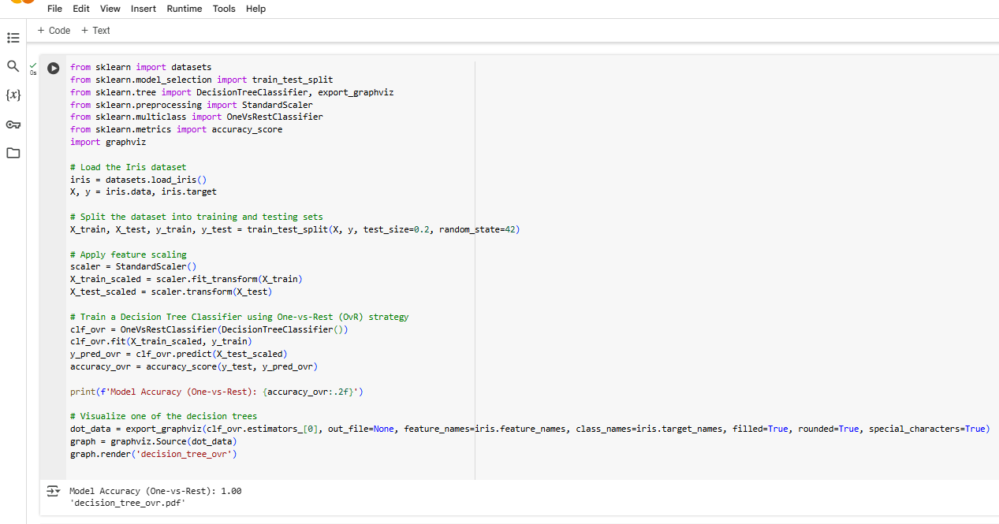 File Edit View Insert Runtime Tools Help
+ Code + Text
0s
from sklearn import datasets
from sklearn.model_selection import train_test_split
from sklearn.tree import DecisionTreeClassifier, export_graphviz
from sklearn.preprocessing import StandardScaler
from sklearn.multiclass import OneVsRestClassifier
from sklearn.metrics import accuracy_score
import graphviz
# Load the Iris dataset
iris = datasets.load_iris()
X, y = iris.data, iris.target
# Split the dataset into training and testing sets
X_train, X_test, y_train, y_test = train_test_split(X, y, test_size=0.2, random_state=42)
# Apply feature scaling
scaler = StandardScaler()
X_train_scaled = scaler.fit_transform(X_train)
X_test_scaled = scaler.transform(X_test)
# Train a Decision Tree Classifier using One-vs-Rest (OvR) strategy
clf_ovr = OneVsRestClassifier(DecisionTreeClassifier())
clf_ovr.fit(X_train_scaled, y_train)
y_pred_ovr = clf_ovr.predict(X_test_scaled)
accuracy_ovr = accuracy_score(y_test, y_pred_ovr)
print(f'Model Accuracy (One-vs-Rest): {accuracy_ovr:.2f}')
# Visualize one of the decision trees
dot_data = export_graphviz(clf_ovr.estimators_[0], out_file=None, feature_names=iris.feature_names, class_names=iris.target_names, filled=True, rounded=True, special_characters=True)
graph = graphviz.Source(dot_data)
graph.render('decision_tree_ovr')
Model Accuracy (One-vs-Rest): 1.00
'decision_tree_ovr.pdf'